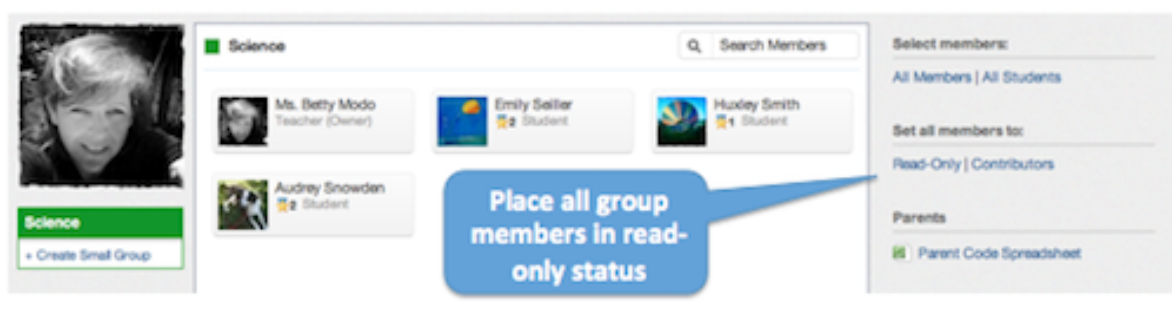 Science
+ Create Small Group
Science
Search Members
Ms. Betty Modo
Teacher (Owner)
Emily Seiller
2 Student
Huxley Smith
1 Student
Audrey Snowden
2 Student
Place all group
members in read-
only status
Select members:
All Members | All Students
Set all members to:
Read-Only | Contributors
Parents
Parent Code Spreadsheet